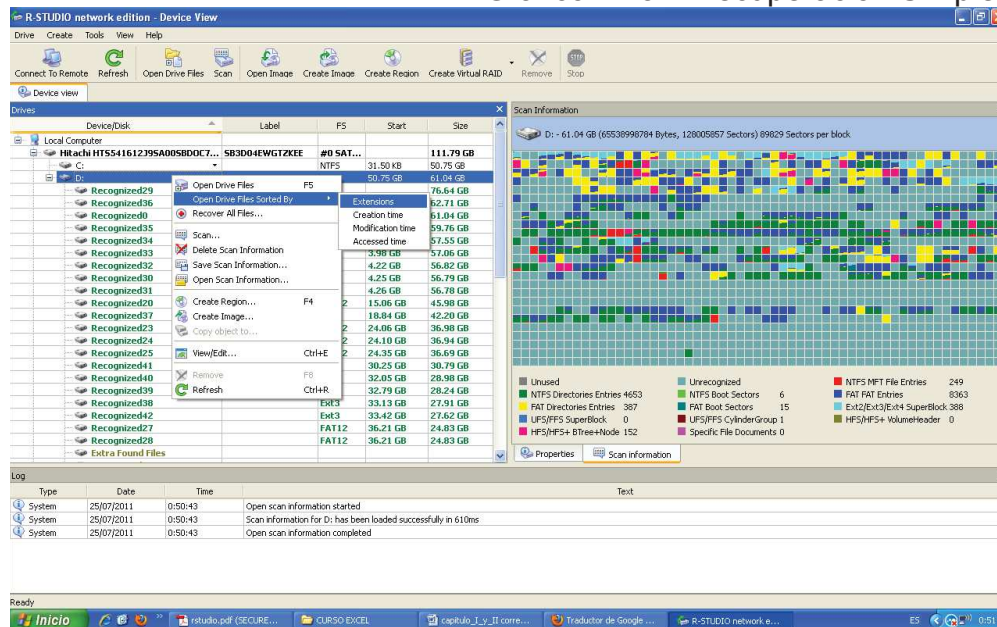 R-STUDIO network edition - Device View
Drive Create Tools View Help
Connect To Remote Refresh Open Drive Files Scan Open Image Create Image Create Region Create Virtual RAID Remove Stop
Device view
Drives
Device/Disk Label FS Start Size
Local Computer
Hitachi HTS541612J9SA00SBDOC7... SB3D04EWGTZKEE #0 SAT... 111.79 GB
C: NTFS 31.50 KB 50.75 GB
D: 50.75 GB 61.04 GB
Recognized29 76.64 GB
Recognized36 62.71 GB
Recognized0 61.04 GB
Recognized35 59.76 GB
Recognized34 57.55 GB
Recognized33 3.98 GB 57.06 GB
Recognized32 4.22 GB 56.82 GB
Recognized30 4.25 GB 56.79 GB
Recognized31 4.26 GB 56.78 GB
Recognized20 2 15.06 GB 45.98 GB
Recognized37 18.84 GB 42.20 GB
Recognized23 2 24.06 GB 36.98 GB
Recognized24 24.10 GB 36.94 GB
Recognized25 2 24.35 GB 36.69 GB
Recognized41 30.25 GB 30.79 GB
Recognized40 32.05 GB 28.98 GB
Recognized39 32.79 GB 28.24 GB
Recognized38 Ext3 33.13 GB 27.91 GB
Recognized42 Ext3 33.42 GB 27.62 GB
Recognized27 FAT12 36.21 GB 24.83 GB
Recognized28 FAT12 36.21 GB 24.83 GB
Extra Found Files
Open Drive Files F5
Open Drive Files Sorted By
Recover All Files...
Scan...
Delete Scan Information
Save Scan Information...
Open Scan Information...
Create Region... F4
Create Image...
Copy object to...
View/Edit... Ctrl+E
Remove F8
Refresh Ctrl+R
Extensions
Creation time
Modification time
Accessed time
Scan Information
D: - 61.04 GB (65538998784 Bytes, 128005857 Sectors) 89829 Sectors per block
Unused Unrecognized NTFS MFT File Entries 249
NTFS Directories Entries 4653 NTFS Boot Sectors 6 FAT FAT Entries 8363
FAT Directories Entries 387 FAT Boot Sectors 15 Ext2/Ext3/Ext4 SuperBlock 388
UFS/FFS SuperBlock 0 UFS/FFS CylinderGroup 1 HFS/HFS+ VolumeHeader 0
HFS/HFS+ BTree+Node 152 Specific File Documents 0
Properties Scan information
Log
Type Date Time Text
System 25/07/2011 0:50:43 Open scan information started
System 25/07/2011 0:50:43 Scan information for D: has been loaded successfully in 610ms
System 25/07/2011 0:50:43 Open scan information completed
Ready
Inicio rstudio.pdf (SECURE... CURSO EXCEL capitulo_I_y_II corre... Traductor de Google ... R-STUDIO network e... ES 0:51